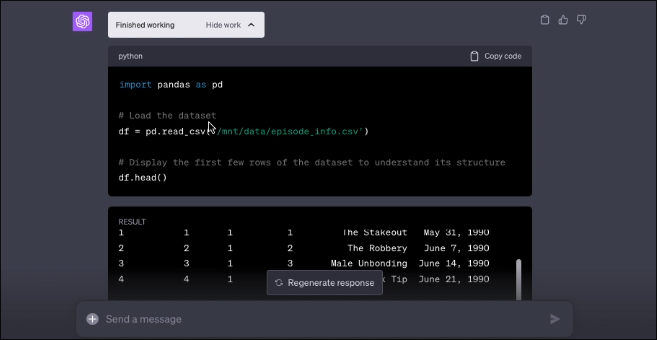 Finished working Hide work
python Copy code
import pandas as pd
# Load the dataset
df = pd.read_csv('/mnt/data/episode_info.csv')
# Display the first few rows of the dataset to understand its structure
df.head()
RESULT
1 1 1 1 The Stakeout May 31, 1990
2 2 1 2 The Robbery June 7, 1990
3 3 1 3 Male Unbonding June 14, 1990
4 4 1 Tip June 21, 1990
Regenerate response
Send a message